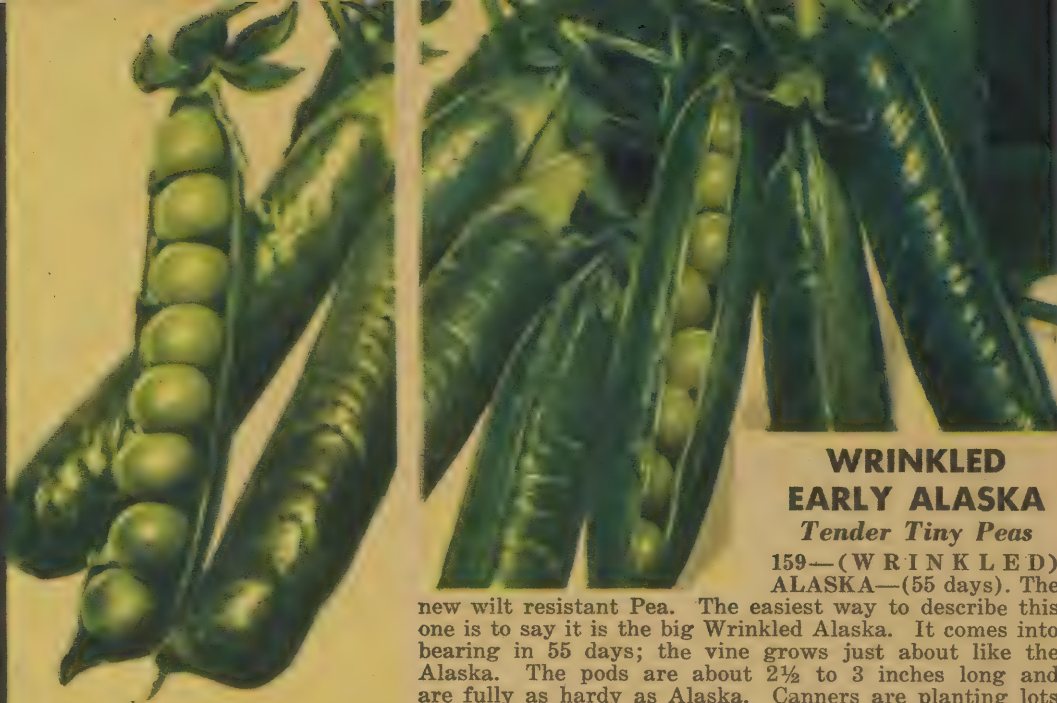 WRINKLED
EARLY ALASKA
Tender Tiny Peas
159—(WRINKLED)
ALASKA—(55 days). The
new wilt resistant Pea. The easiest way to describe this
one is to say it is the big Wrinkled Alaska. It comes into
bearing in 55 days; the vine grows just about like the
Alaska. The pods are about 2½ to 3 inches long and
are fully as hardy as Alaska. Canners are planting lots